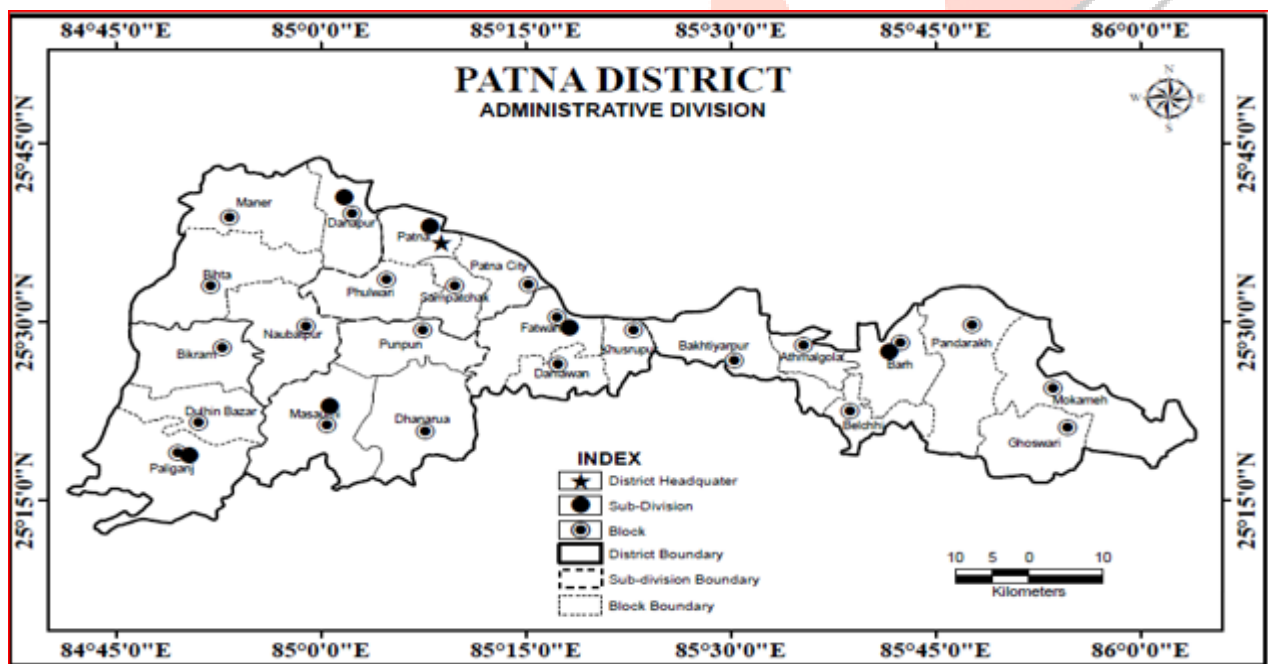 84°45'0"E 85°0'0"E 85°15'0"E 85°30'0"E 85°45'0"E 86°0'0"E
PATNA DISTRICT
ADMINISTRATIVE DIVISION
N
W E
S
25°45'0"N 25°45'0"N
Maner
Danapur
Patna
Patna City
Bihta
Phulwari
Sampatchak
25°30'0"N 25°30'0"N
Naubatpur
Punpun
Fatwah
Khusrupur
Bakhtiyarpur
Athmalgola
Barh
Pandarakh
Bikram
Daniawan
Mokameh
Dulhin Bazar
Masaurhi
Dhanarua
Belchhi
Ghoswari
Paliganj
25°15'0"N 25°15'0"N
INDEX
District Headquater
Sub-Division
Block
District Boundary
Sub-division Boundary
Block Boundary
10 5 0 10
Kilometers
84°45'0"E 85°0'0"E 85°15'0"E 85°30'0"E 85°45'0"E 86°0'0"E